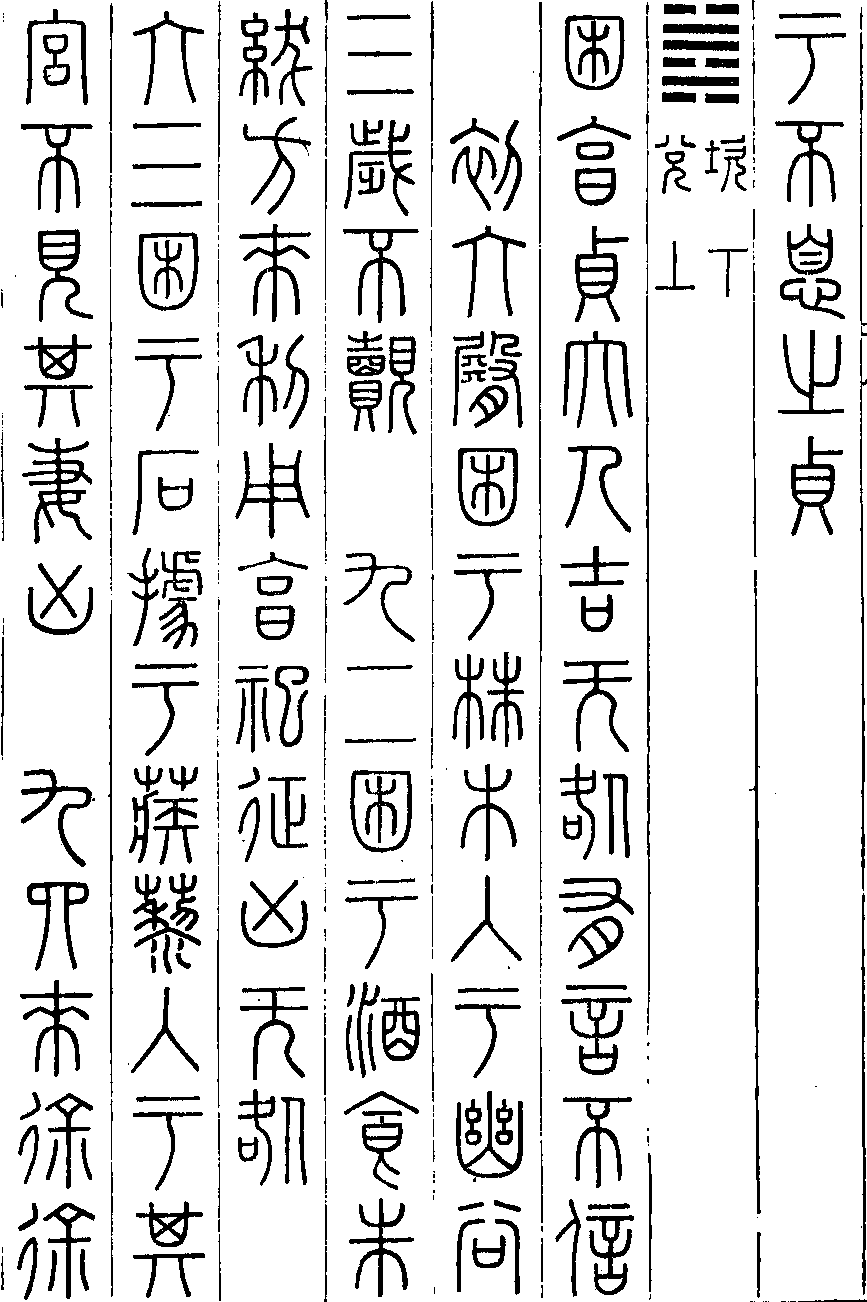 于不息之貞
坎下
兌上
困亨貞大人吉无咎有言不信
初六臀困于株木入于幽谷
三歲不覿　九二困于酒食朱
紱方來利用亨祀征凶无咎
六三困于石據于蒺藜入于其
宮不見其妻凶　九四來徐徐